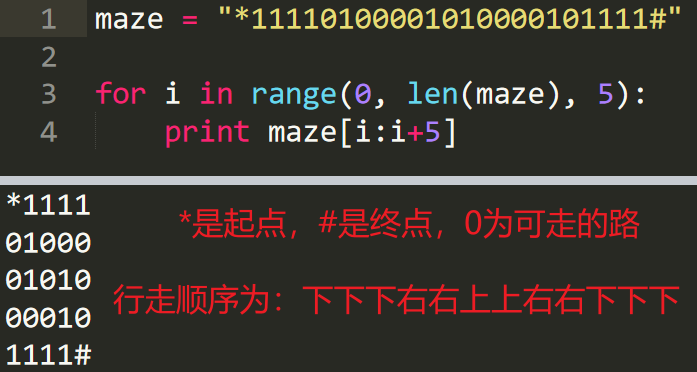 1 maze = "*11110100001010000101111#"
2
3 for i in range(0, len(maze), 5):
4 print maze[i:i+5]
*1111
01000
01010
00010
1111#
*是起点，#是终点，0为可走的路
行走顺序为：下下下右右上上右右下下下